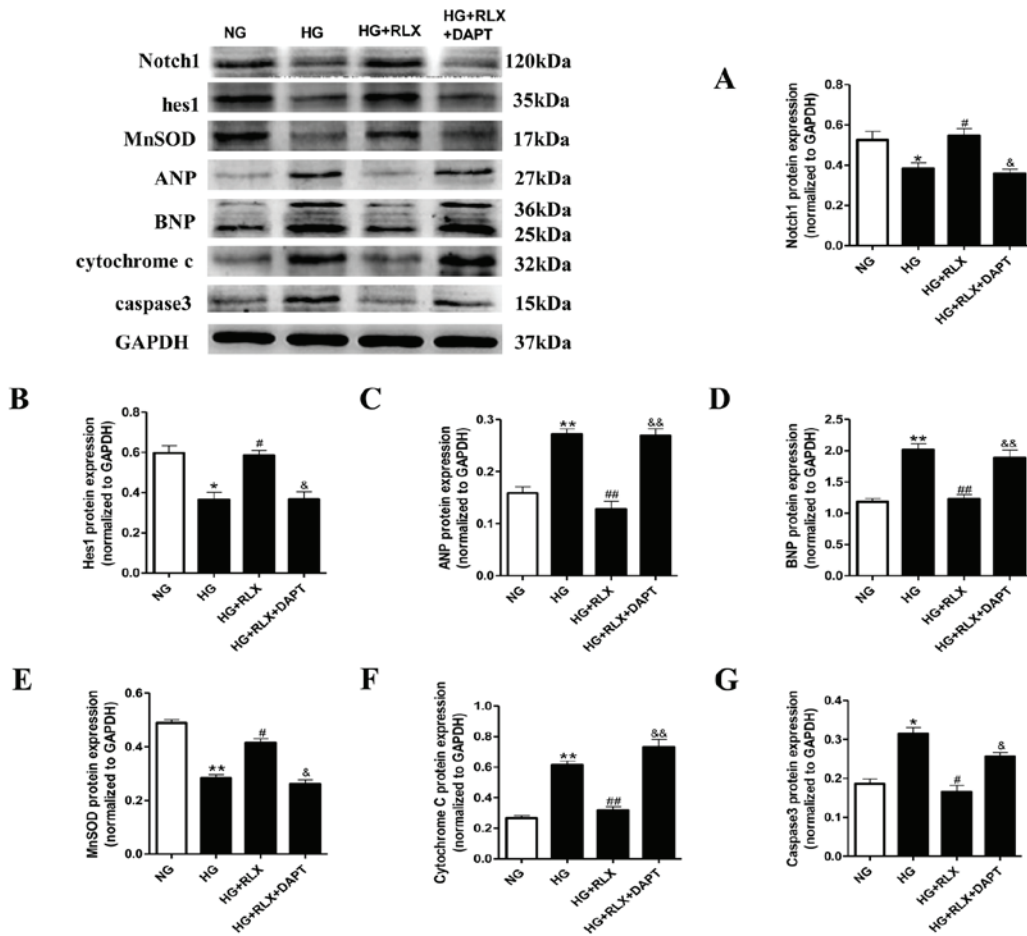 NG HG HG+RLX HG+RLX
+DAPT
Notch1 120kDa
hes1 35kDa
MnSOD 17kDa
ANP 27kDa
BNP 36kDa
25kDa
cytochrome c 32kDa
caspase3 15kDa
GAPDH 37kDa
A
Notch1 protein expression
(normalized to GAPDH)
0.8
0.6
0.4
0.2
0.0
* # &
NG HG HG+RLX HG+RLX+DAPT
B
Hes1 protein expression
(normalized to GAPDH)
0.8
0.6
0.4
0.2
0.0
* # &
NG HG HG+RLX HG+RLX+DAPT
C
ANP protein expression
(normalized to GAPDH)
0.3
0.2
0.1
0.0
** ## &&
NG HG HG+RLX HG+RLX+DAPT
D
BNP protein expression
(normalized to GAPDH)
2.5
2.0
1.5
1.0
0.5
0.0
** ## &&
NG HG HG+RLX HG+RLX+DAPT
E
MnSOD protein expression
(normalized to GAPDH)
0.6
0.4
0.2
0.0
** # &
NG HG HG+RLX HG+RLX+DAPT
F
Cytochrome C protein expression
(normalized to GAPDH)
1.0
0.8
0.6
0.4
0.2
0.0
** ## &&
NG HG HG+RLX HG+RLX+DAPT
G
Caspase3 protein expression
(normalized to GAPDH)
0.4
0.3
0.2
0.1
0.0
* # &
NG HG HG+RLX HG+RLX+DAPT